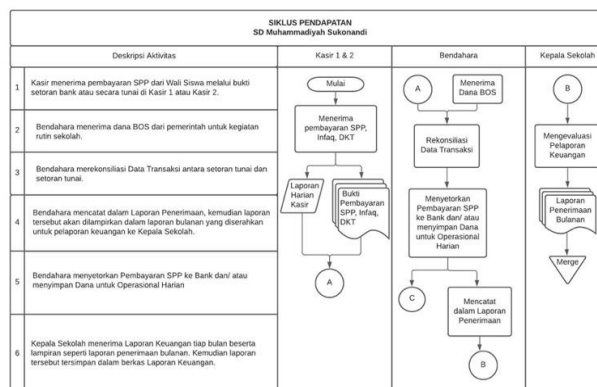 SIKLUS PENDAPATAN
SD Muhammadiyah Sukonandi
Deskripsi Aktivitas
Kasir 1 & 2
Bendahara
Kepala Sekolah
1
Kasir menerima pembayaran SPP dari Wali Siswa melalui bukti
setoran bank atau secara tunai di Kasir 1 atau Kasir 2.
2
Bendahara menerima dana BOS dari pemerintah untuk kegiatan
rutin sekolah.
3
Bendahara merekonsiliasi Data Transaksi antara setoran tunai dan
setoran tunai.
4
Bendahara mencatat dalam Laporan Penerimaan, kemudian laporan
tersebut akan dilampirkan dalam laporan bulanan yang diserahkan
untuk pelaporan keuangan ke Kepala Sekolah.
5
Bendahara menyetorkan Pembayaran SPP ke Bank dan/ atau
menyimpan Dana untuk Operasional Harian
6
Kepala Sekolah menerima Laporan Keuangan tiap bulan beserta
lampiran seperti laporan penerimaan bulanan. Kemudian laporan
tersebut tersimpan dalam berkas Laporan Keuangan.
Mulai
Menerima
pembayaran SPP,
Infaq, DKT
Laporan
Harian
Kasir
Bukti
Pembayaran
SPP, Infaq,
DKT
A
A
Menerima
Dana BOS
Rekonsiliasi
Data Transaksi
Menyetorkan
Pembayaran SPP
ke Bank dan/ atau
menyimpan Dana
untuk Operasional
Harian
C
Mencatat
dalam Laporan
Penerimaan
B
B
Mengevaluasi
Pelaporan
Keuangan
Laporan
Penerimaan
Bulanan
Merge